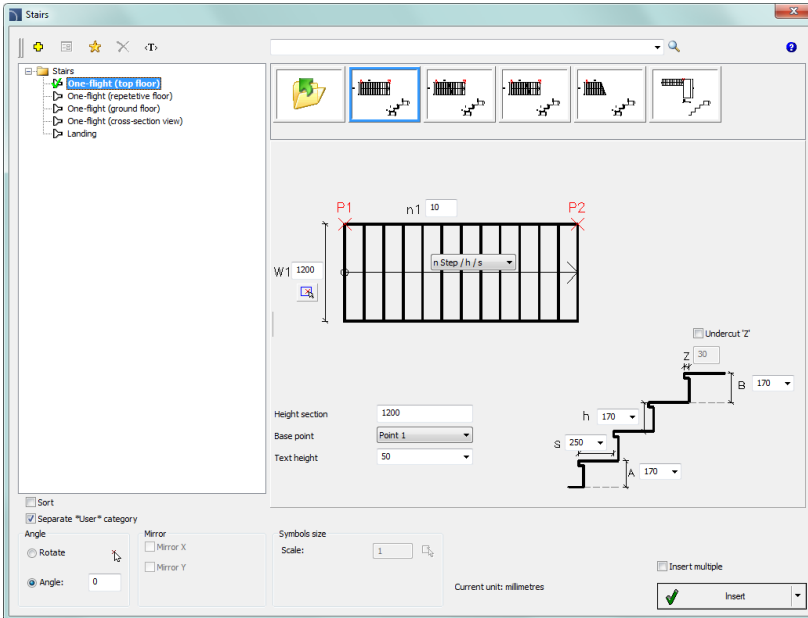 Stairs
‹T›
Stairs
One-flight (top floor)
One-flight (repetetive floor)
One-flight (ground floor)
One-flight (cross-section view)
Landing
P1
n1
10
P2
n Step / h / s
W1
1200
Undercut 'Z'
Z
30
B
170
h
170
S
250
A
170
Height section
1200
Base point
Point 1
Text height
50
Sort
Separate *User* category
Angle
Rotate
Angle:
0
Mirror
Mirror X
Mirror Y
Symbols size
Scale:
1
Current unit: millimetres
Insert multiple
Insert